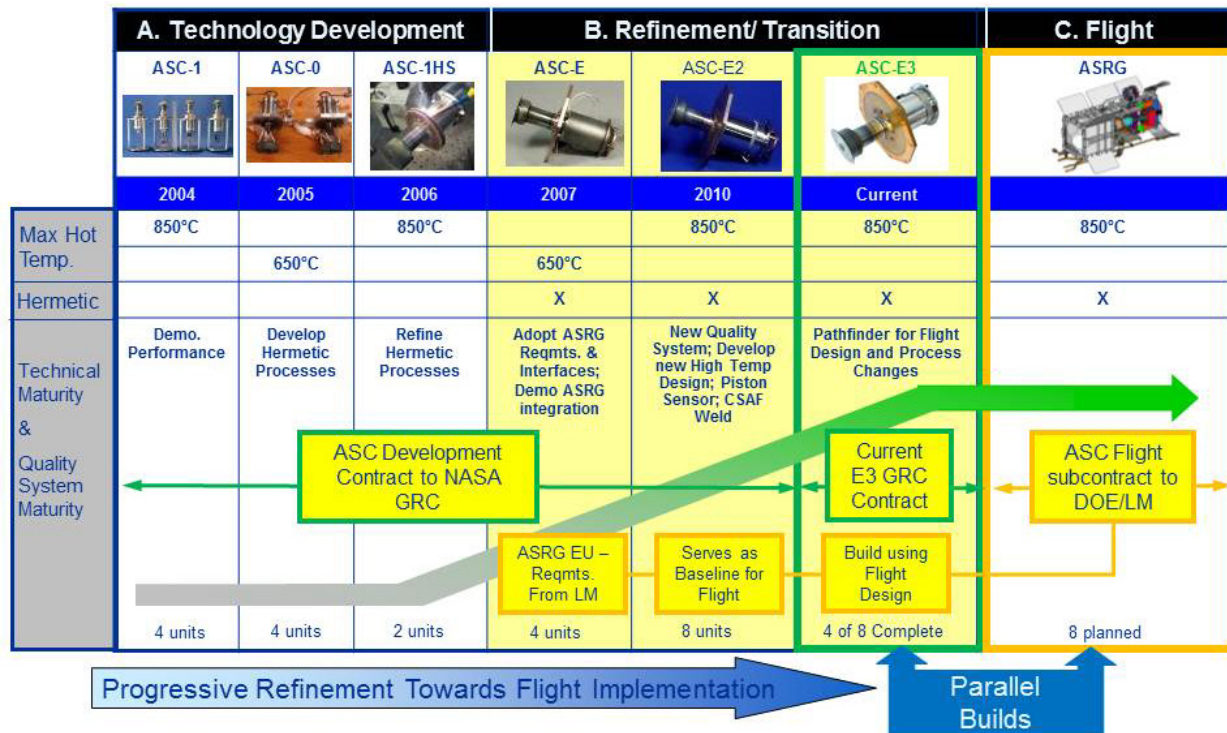 A. Technology Development
B. Refinement/ Transition
C. Flight
ASC-1
ASC-0
ASC-1HS
ASC-E
ASC-E2
ASC-E3
ASRG
2004
2005
2006
2007
2010
Current
Max Hot
Temp.
850°C
850°C
850°C
850°C
850°C
650°C
650°C
Hermetic
X
X
X
X
Technical
Maturity
&
Quality
System
Maturity
Demo.
Performance
Develop
Hermetic
Processes
Refine
Hermetic
Processes
Adopt ASRG
Reqmts. &
Interfaces;
Demo ASRG
integration
New Quality
System; Develop
new High Temp
Design; Piston
Sensor; CSAF
Weld
Pathfinder for Flight
Design and Process
Changes
ASC Development
Contract to NASA
GRC
Current
E3 GRC
Contract
ASC Flight
subcontract to
DOE/LM
ASRG EU –
Reqmts.
From LM
Serves as
Baseline for
Flight
Build using
Flight
Design
4 units
4 units
2 units
4 units
8 units
4 of 8 Complete
8 planned
Progressive Refinement Towards Flight Implementation
Parallel
Builds